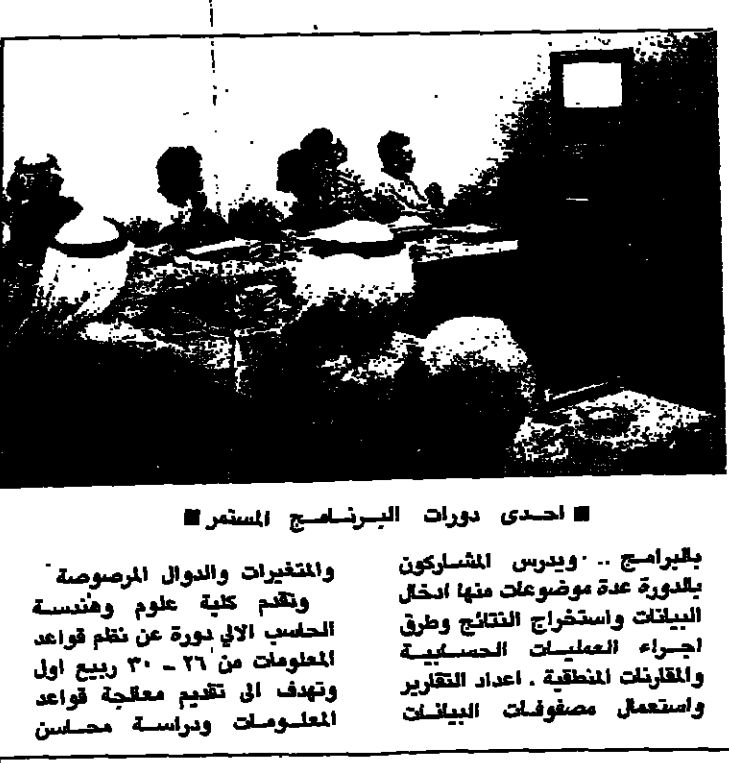 ■ احدى دورات البرنامج المستمر ■
بالبرامج .. ويدرس المشاركون
بالدورة عدة موضوعات منها ادخال
البيانات واستخراج النتائج وطرق
اجراء العمليات الحسابية
والمقارنات المنطقية . اعداد التقارير
واستعمال مصفوفات البيانات
والمتغيرات والدوال المرصوصة
وتقدم كلية علوم وهندسة
الحاسب الالي دورة عن نظم قواعد
المعلومات من ٢٦ - ٣٠ ربيع اول
وتهدف الى تقديم معالجة قواعد
المعلومات ودراسة محاسن